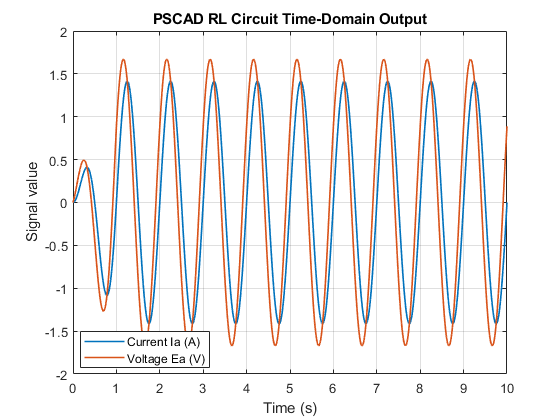 PSCAD RL Circuit Time-Domain Output
2
1.5
1
0.5
0
-0.5
-1
-1.5
-2
Signal value
Current Ia (A)
Voltage Ea (V)
0 1 2 3 4 5 6 7 8 9 10
Time (s)